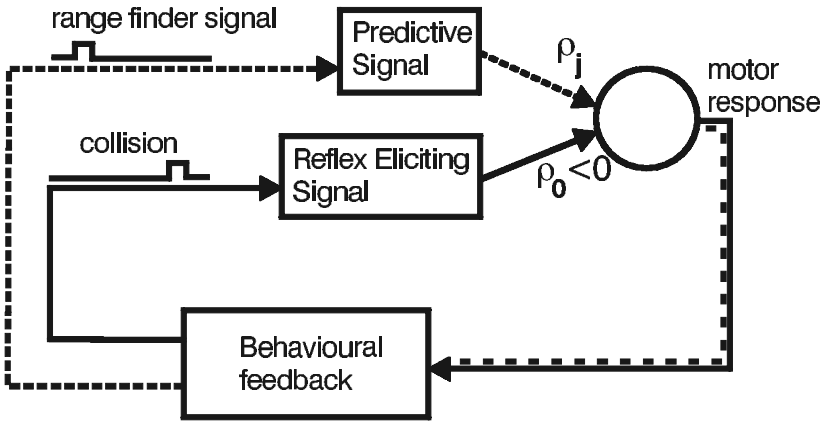 range finder signal
Predictive
Signal
ρj
motor
response
collision
Reflex Eliciting
Signal
ρ0<0
Behavioural
feedback